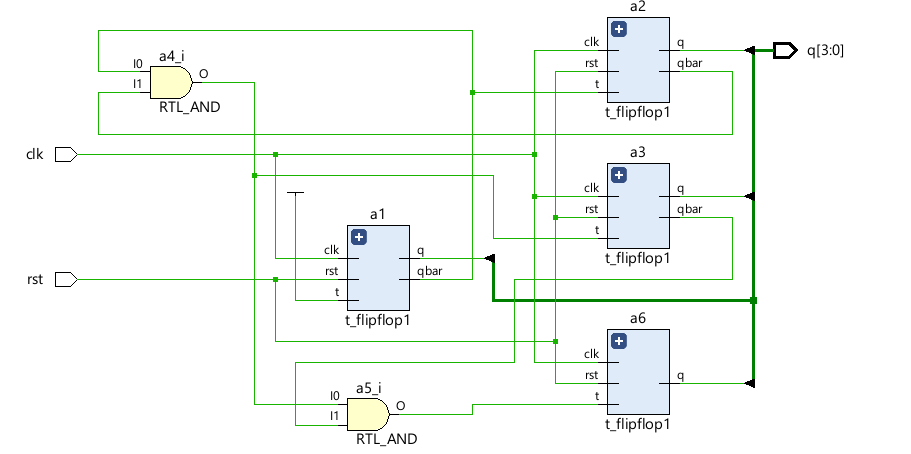 a2
clk
q
rst
qbar
t
t_flipflop1
q[3:0]
a4_i
I0
O
I1
RTL_AND
clk
a3
clk
q
rst
qbar
t
t_flipflop1
a1
clk
q
rst
qbar
t
t_flipflop1
rst
a6
clk
rst
q
t
t_flipflop1
a5_i
I0
O
I1
RTL_AND